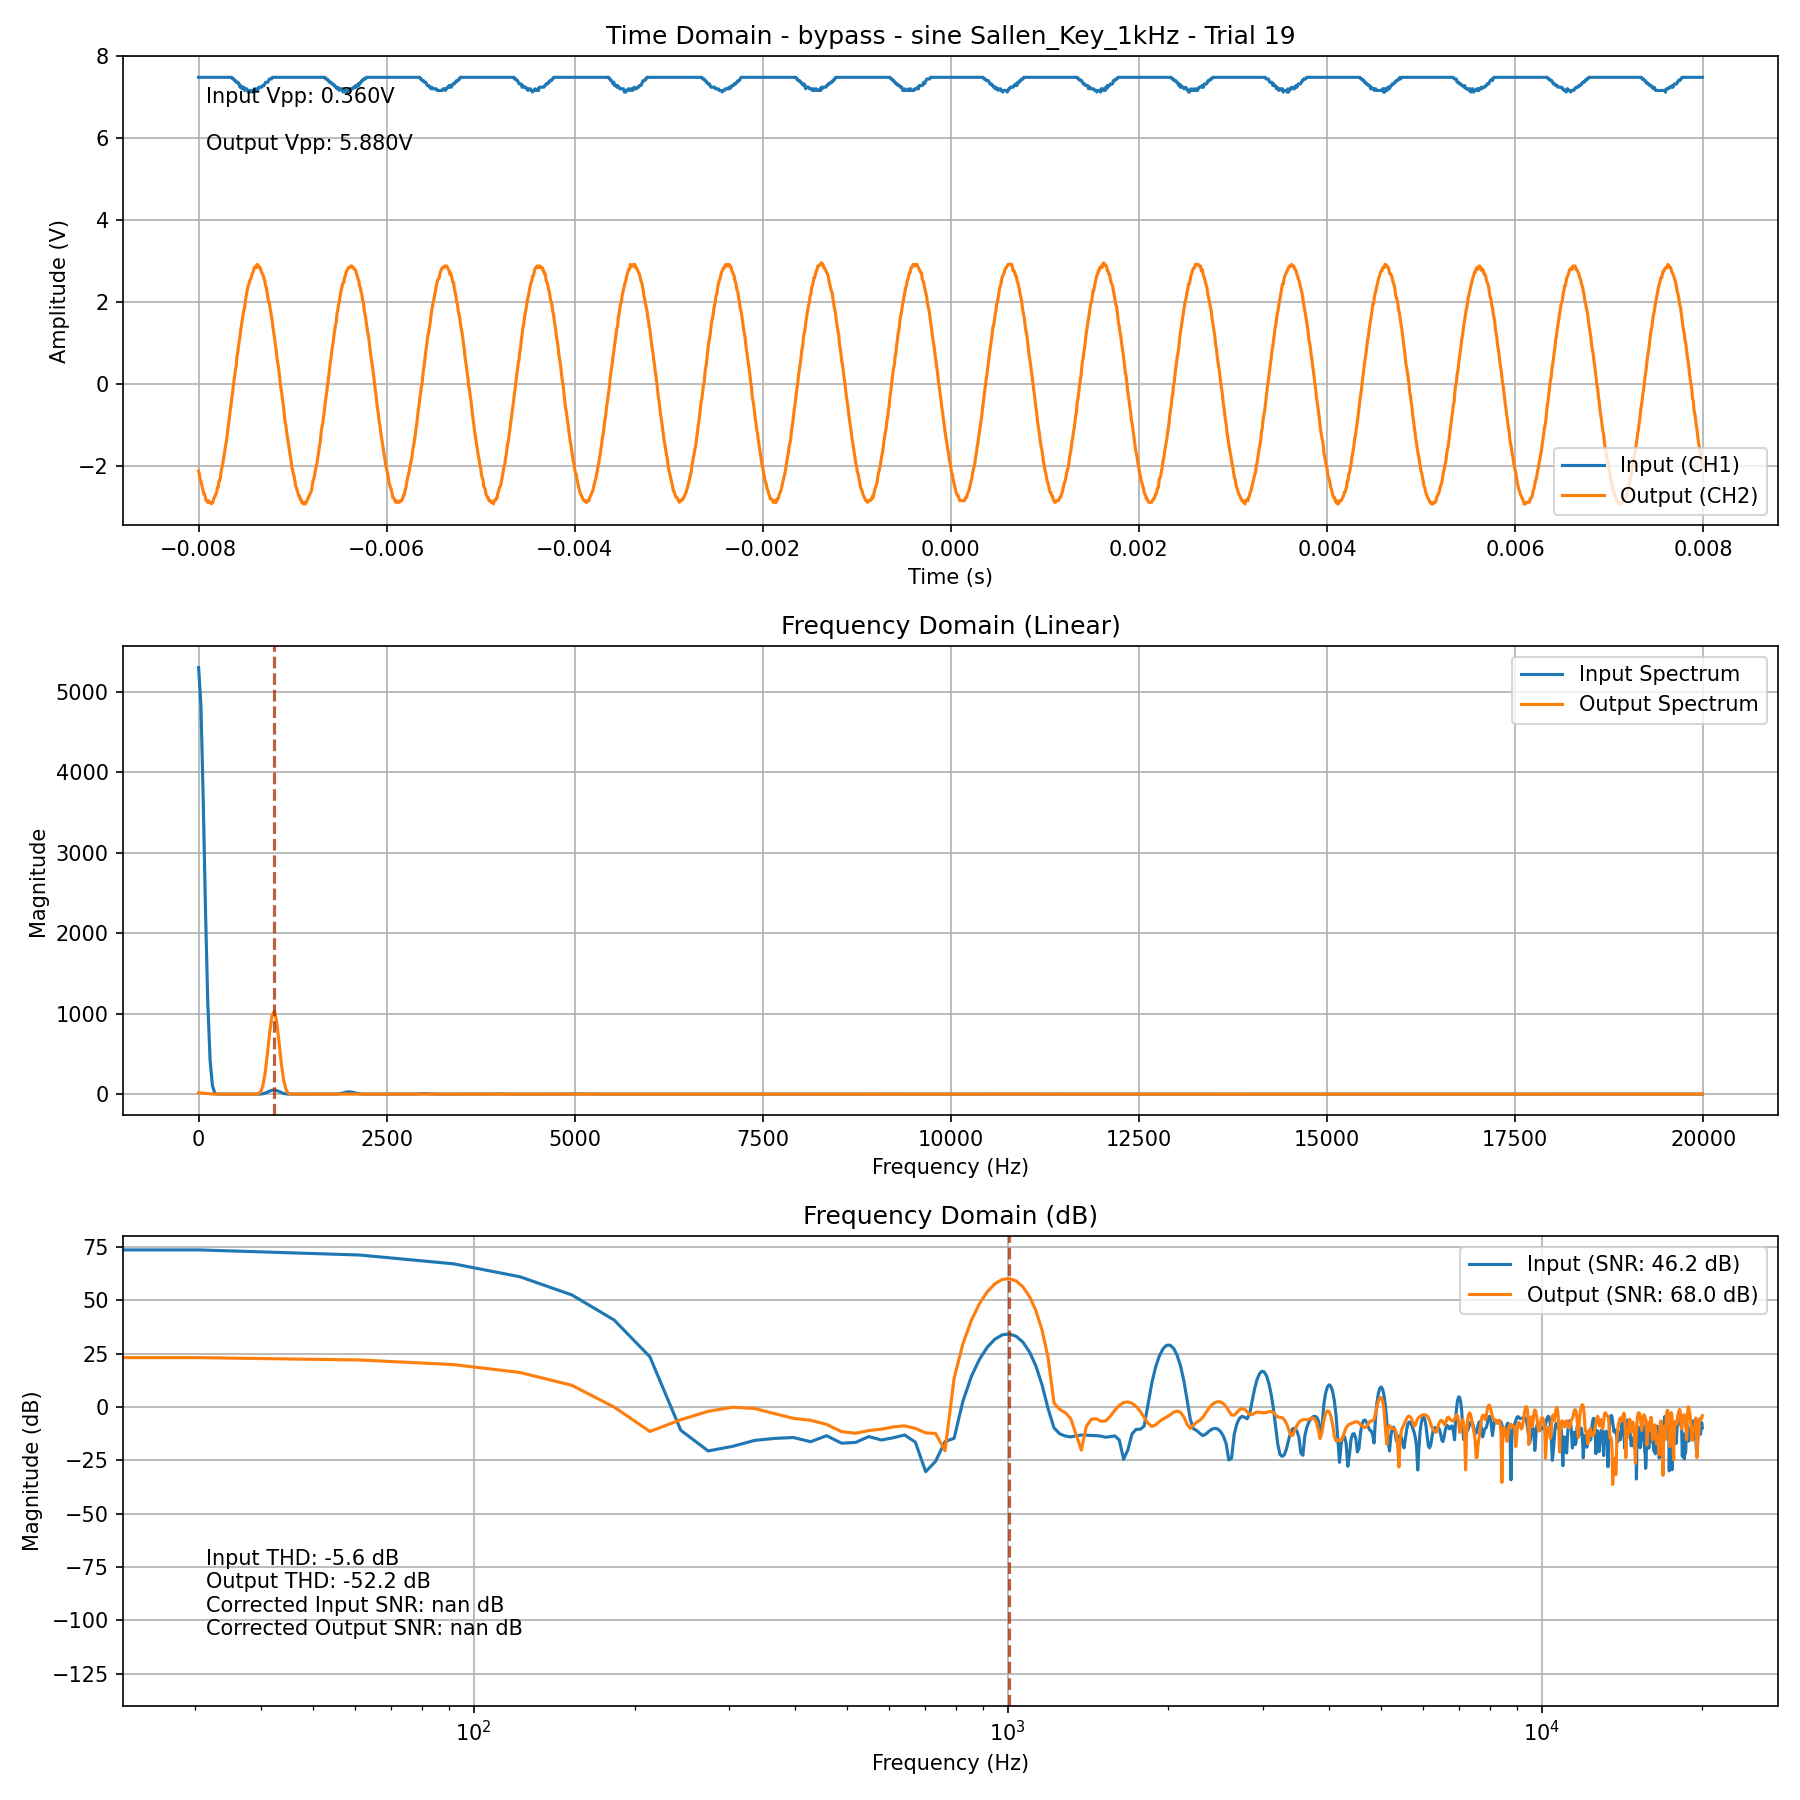 Time Domain - bypass - sine Sallen_Key_1kHz - Trial 19
Amplitude (V)
8
6
4
2
0
−2
Input Vpp: 0.360V
Output Vpp: 5.880V
Input (CH1)
Output (CH2)
−0.008 −0.006 −0.004 −0.002 0.000 0.002 0.004 0.006 0.008
Time (s)
Frequency Domain (Linear)
Magnitude
5000
4000
3000
2000
1000
0
Input Spectrum
Output Spectrum
0 2500 5000 7500 10000 12500 15000 17500 20000
Frequency (Hz)
Frequency Domain (dB)
Magnitude (dB)
75
50
25
0
−25
−50
−75
−100
−125
Input (SNR: 46.2 dB)
Output (SNR: 68.0 dB)
Input THD: -5.6 dB
Output THD: -52.2 dB
Corrected Input SNR: nan dB
Corrected Output SNR: nan dB
10² 10³ 10⁴
Frequency (Hz)